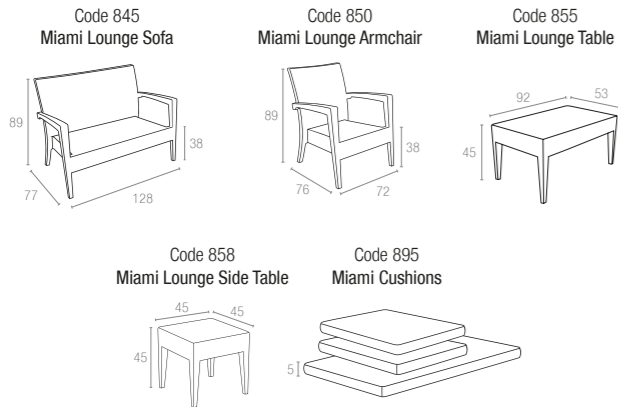 Code 845
Miami Lounge Sofa
Code 850
Miami Lounge Armchair
Code 855
Miami Lounge Table
89
38
77
128
89
38
76
72
92
53
45
Code 858
Miami Lounge Side Table
Code 895
Miami Cushions
45
45
45
5